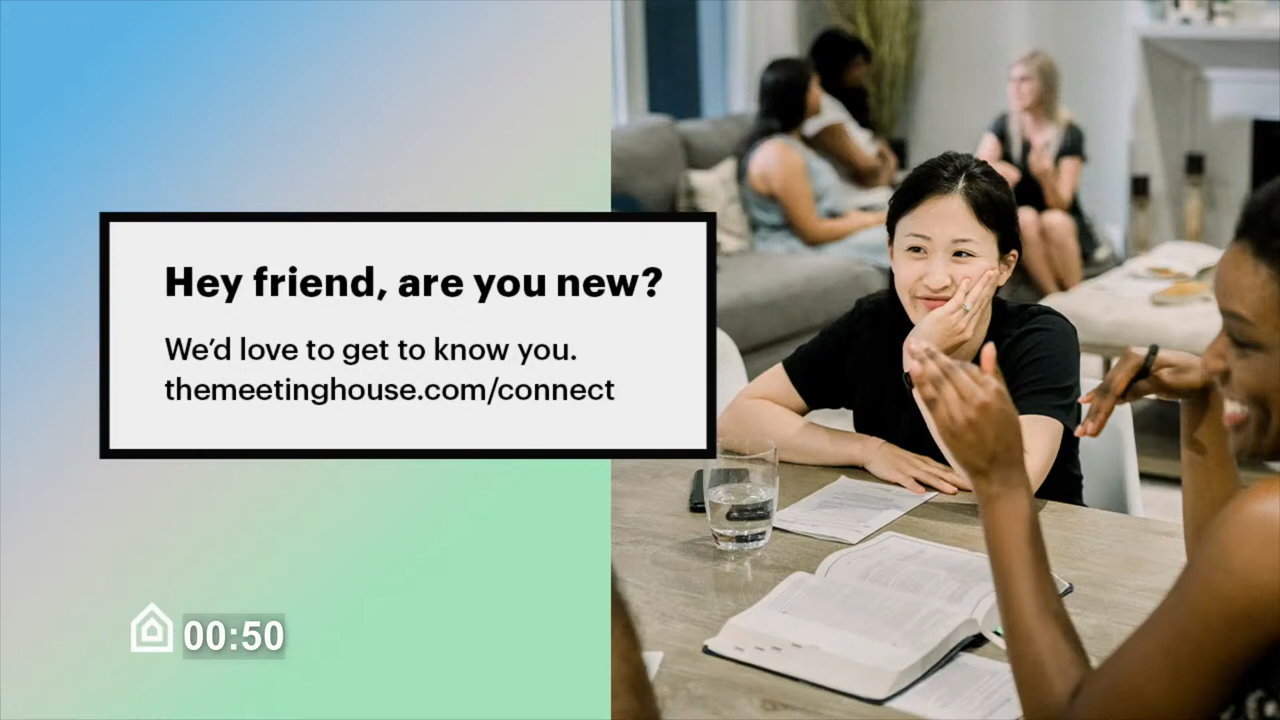 Hey friend, are you new?
We’d love to get to know you.
themeetinghouse.com/connect
00:50